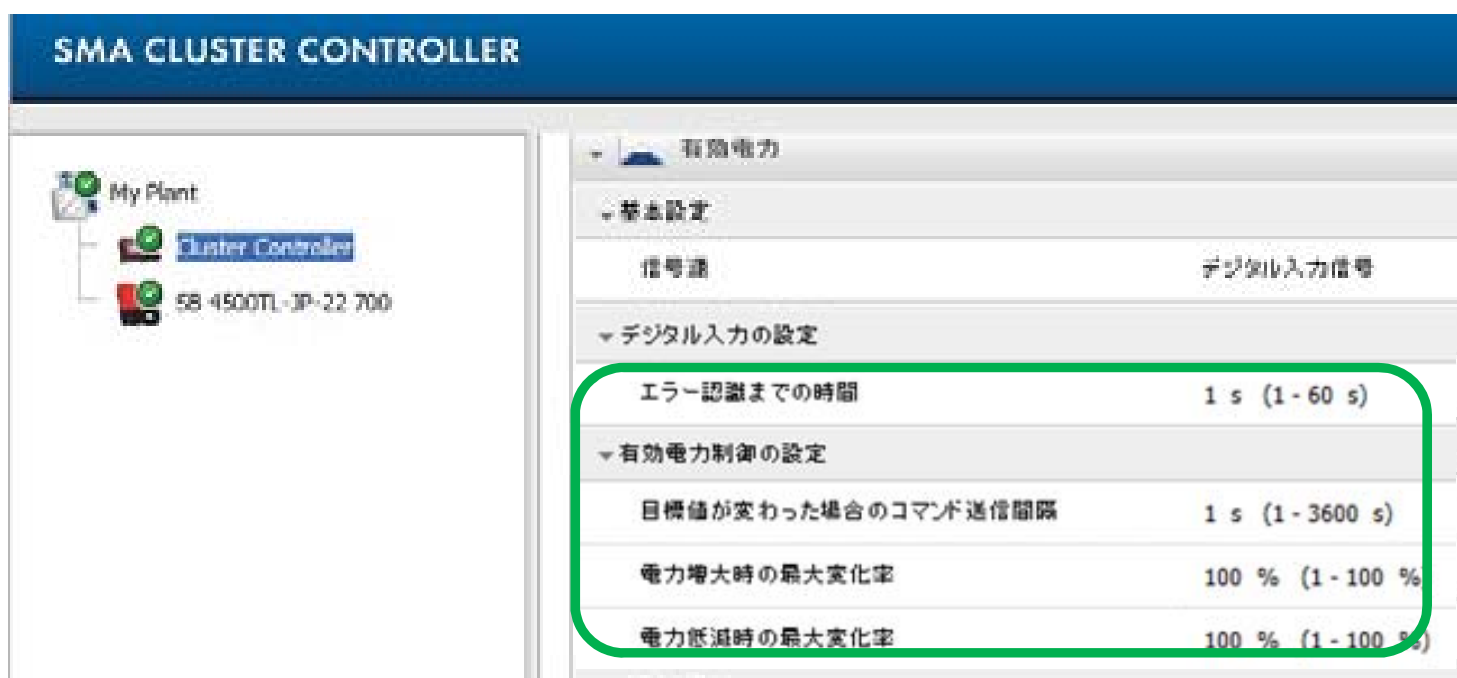 SMA CLUSTER CONTROLLER
My Plant
Cluster Controller
SB 4500TL-JP-22 700
有効電力
基本設定
信号源 デジタル入力信号
デジタル入力の設定
エラー認識までの時間 1 s (1 - 60 s)
有効電力制御の設定
目標値が変わった場合のコマンド送信間隔 1 s (1 - 3600 s)
電力増大時の最大変化率 100 % (1 - 100 %)
電力低減時の最大変化率 100 % (1 - 100 %)